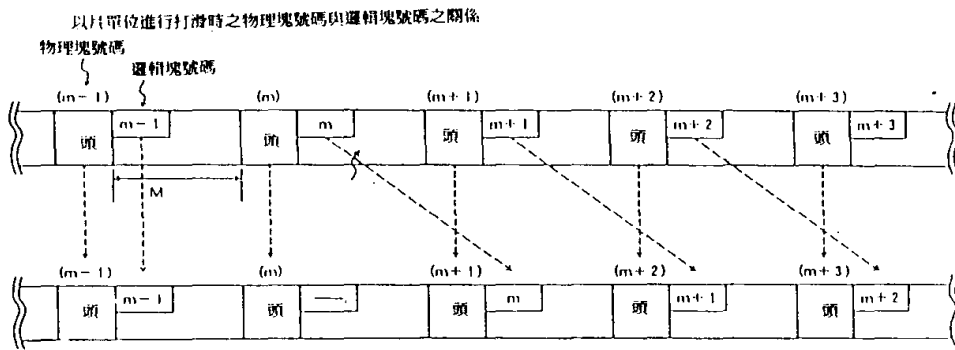 以片單位進行打滑時之物理塊號碼與邏輯塊號碼之關係
物理塊號碼
邏輯塊號碼
(m−1) (m) (m+1) (m+2) (m+3)
頭 m−1 頭 m 頭 m+1 頭 m+2 頭 m+3
M
(m−1) (m) (m+1) (m+2) (m+3)
頭 m−1 頭 — 頭 m 頭 m+1 頭 m+2